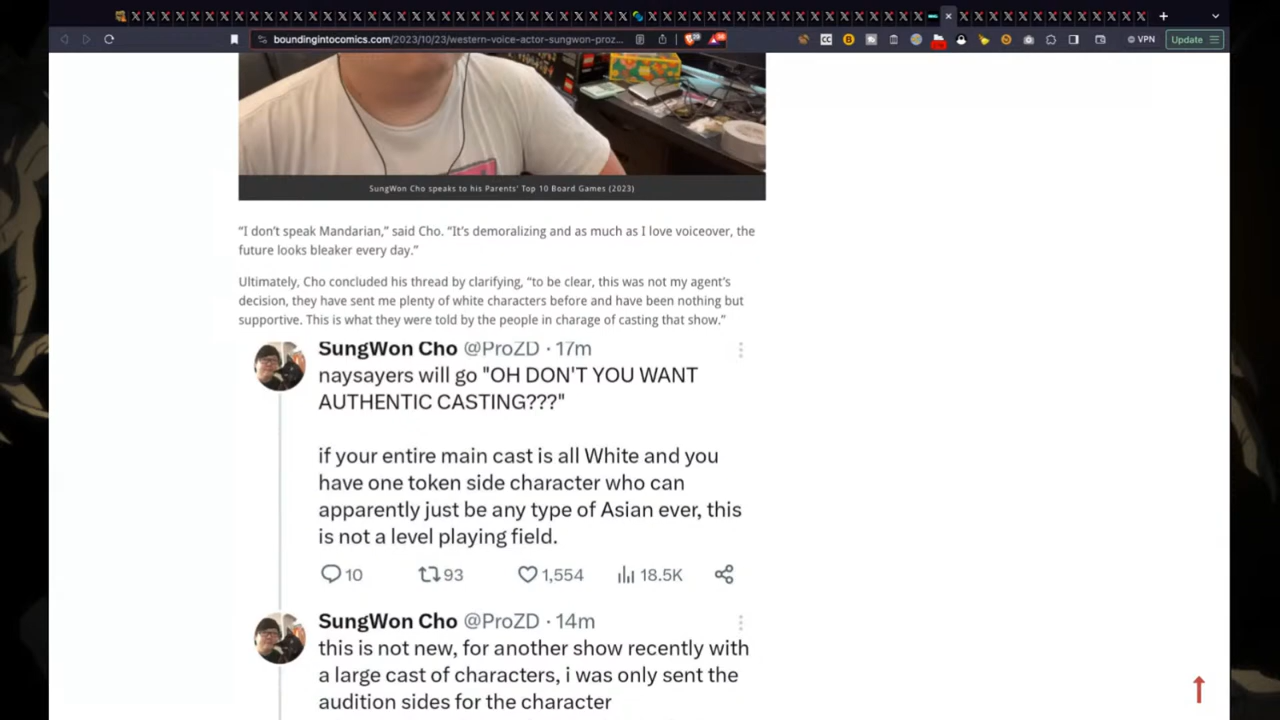 boundingintocomics.com/2023/10/23/western-voice-actor-sungwon-proz...
VPN
Update
SungWon Cho speaks to his Parents' Top 10 Board Games (2023)
“I don’t speak Mandarian,” said Cho. “It’s demoralizing and as much as I love voiceover, the
future looks bleaker every day.”
Ultimately, Cho concluded his thread by clarifying, “to be clear, this was not my agent’s
decision, they have sent me plenty of white characters before and have been nothing but
supportive. This is what they were told by the people in charage of casting that show.”
SungWon Cho @ProZD · 17m
naysayers will go "OH DON'T YOU WANT
AUTHENTIC CASTING???"
if your entire main cast is all White and you
have one token side character who can
apparently just be any type of Asian ever, this
is not a level playing field.
10 93 1,554 18.5K
SungWon Cho @ProZD · 14m
this is not new, for another show recently with
a large cast of characters, i was only sent the
audition sides for the character